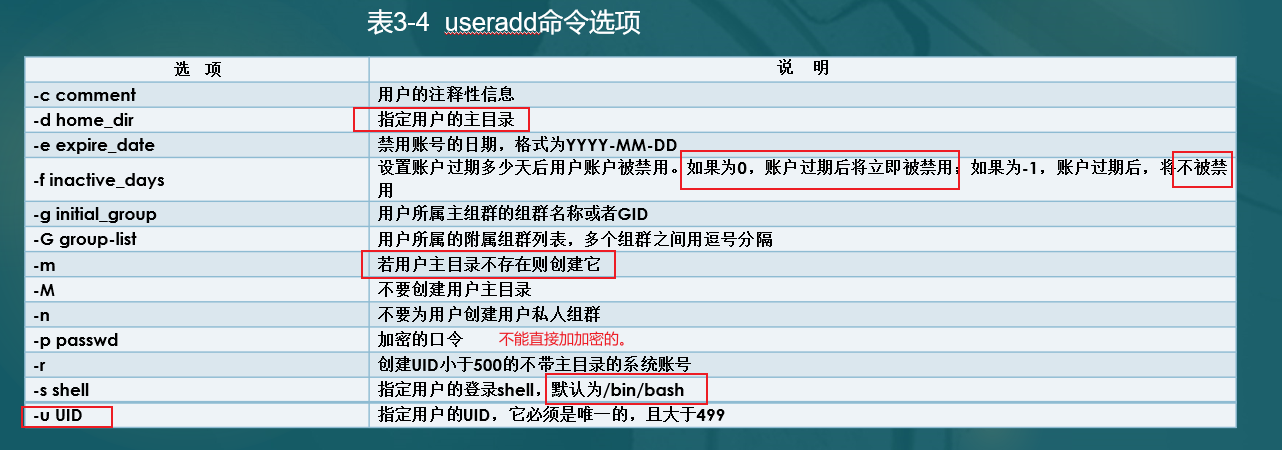 表3-4 useradd命令选项
选 项 说 明
-c comment 用户的注释性信息
-d home_dir 指定用户的主目录
-e expire_date 禁用账号的日期，格式为YYYY-MM-DD
-f inactive_days 设置账户过期多少天后用户账户被禁用。如果为0，账户过期后将立即被禁用；如果为-1，账户过期后，将不被禁
用
-g initial_group 用户所属主组群的组群名称或者GID
-G group-list 用户所属的附属组群列表，多个组群之间用逗号分隔
-m 若用户主目录不存在则创建它
-M 不要创建用户主目录
-n 不要为用户创建用户私人组群
-p passwd 加密的口令 不能直接加加密的。
-r 创建UID小于500的不带主目录的系统账号
-s shell 指定用户的登录shell，默认为/bin/bash
-u UID 指定用户的UID，它必须是唯一的，且大于499